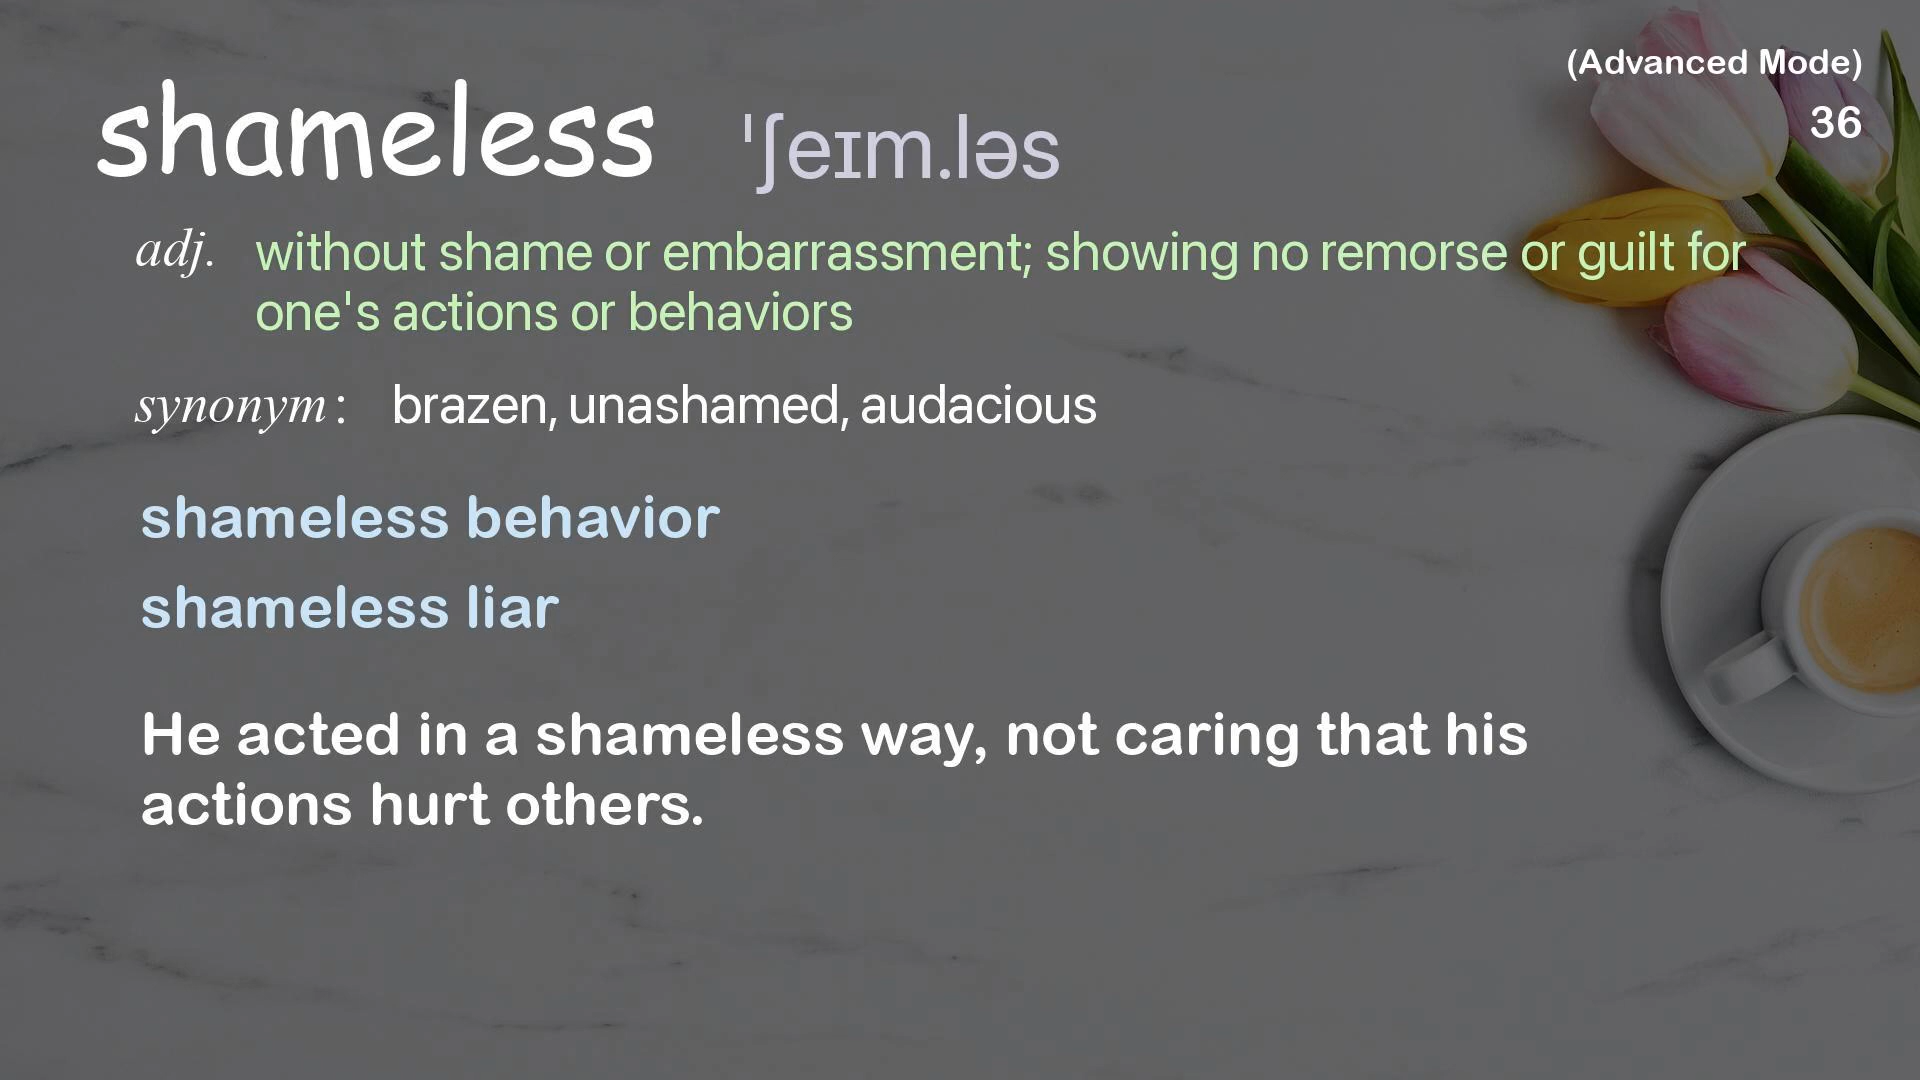 (Advanced Mode)
36
shameless ˈʃeɪm.ləs
adj. without shame or embarrassment; showing no remorse or guilt for
one's actions or behaviors
synonym: brazen, unashamed, audacious
shameless behavior
shameless liar
He acted in a shameless way, not caring that his
actions hurt others.